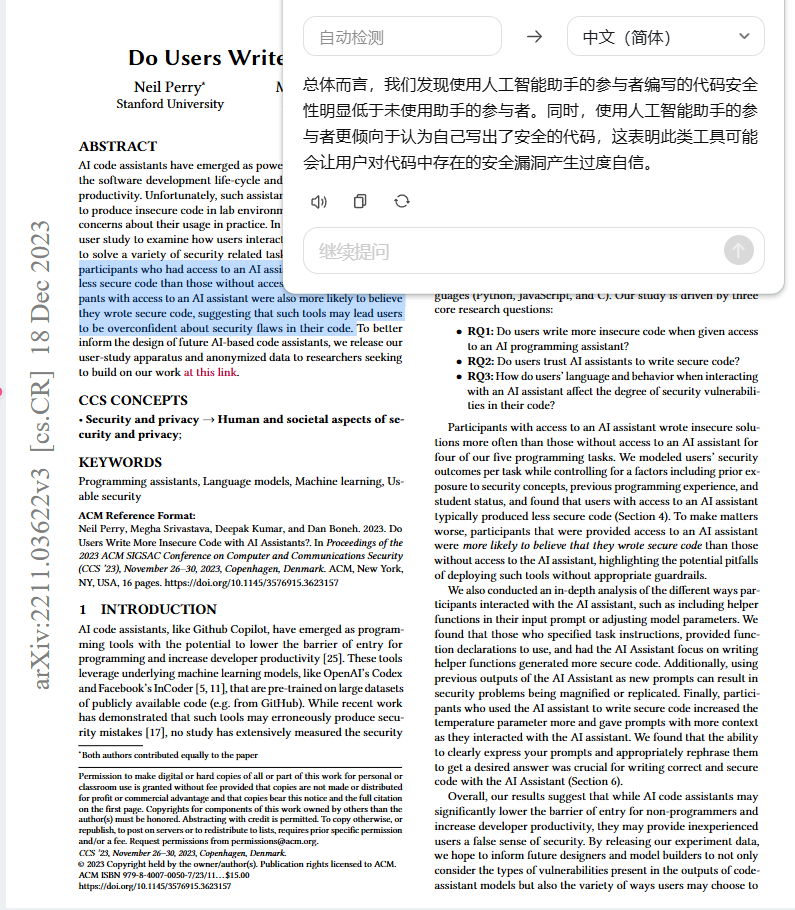 自动检测
→
中文（简体）
总体而言，我们发现使用人工智能助手的参与者编写的代码安全
性明显低于未使用助手的参与者。同时，使用人工智能助手的参
与者更倾向于认为自己写出了安全的代码，这表明此类工具可能
会让用户对代码中存在的安全漏洞产生过度自信。
继续提问
arXiv:2211.03622v3 [cs.CR] 18 Dec 2023
Do Users Write
Neil Perry*
Stanford University
M
ABSTRACT
AI code assistants have emerged as powe
the software development life-cycle and
productivity. Unfortunately, such assistan
to produce insecure code in lab environm
concerns about their usage in practice. In
user study to examine how users interact
to solve a variety of security related task
participants who had access to an AI assi
less secure code than those without acces
pants with access to an AI assistant were also more likely to believe
they wrote secure code, suggesting that such tools may lead users
to be overconfident about security flaws in their code. To better
inform the design of future AI-based code assistants, we release our
user-study apparatus and anonymized data to researchers seeking
to build on our work at this link.
CCS CONCEPTS
• Security and privacy → Human and societal aspects of se-
curity and privacy;
KEYWORDS
Programming assistants, Language models, Machine learning, Us-
able security
ACM Reference Format:
Neil Perry, Megha Srivastava, Deepak Kumar, and Dan Boneh. 2023. Do
Users Write More Insecure Code with AI Assistants?. In Proceedings of the
2023 ACM SIGSAC Conference on Computer and Communications Security
(CCS '23), November 26–30, 2023, Copenhagen, Denmark. ACM, New York,
NY, USA, 16 pages. https://doi.org/10.1145/3576915.3623157
1 INTRODUCTION
AI code assistants, like Github Copilot, have emerged as program-
ming tools with the potential to lower the barrier of entry for
programming and increase developer productivity [25]. These tools
leverage underlying machine learning models, like OpenAI's Codex
and Facebook's InCoder [5, 11], that are pre-trained on large datasets
of publicly available code (e.g. from GitHub). While recent work
has demonstrated that such tools may erroneously produce secu-
rity mistakes [17], no study has extensively measured the security
*Both authors contributed equally to the paper
Permission to make digital or hard copies of all or part of this work for personal or
classroom use is granted without fee provided that copies are not made or distributed
for profit or commercial advantage and that copies bear this notice and the full citation
on the first page. Copyrights for components of this work owned by others than the
author(s) must be honored. Abstracting with credit is permitted. To copy otherwise, or
republish, to post on servers or to redistribute to lists, requires prior specific permission
and/or a fee. Request permissions from permissions@acm.org.
CCS '23, November 26–30, 2023, Copenhagen, Denmark.
© 2023 Copyright held by the owner/author(s). Publication rights licensed to ACM.
ACM ISBN 979-8-4007-0050-7/23/11...$15.00
https://doi.org/10.1145/3576915.3623157
guages (Python, JavaScript, and C). Our study is driven by three
core research questions:
• RQ1: Do users write more insecure code when given access
to an AI programming assistant?
• RQ2: Do users trust AI assistants to write secure code?
• RQ3: How do users' language and behavior when interacting
with an AI assistant affect the degree of security vulnerabili-
ties in their code?
Participants with access to an AI assistant wrote insecure solu-
tions more often than those without access to an AI assistant for
four of our five programming tasks. We modeled users' security
outcomes per task while controlling for a factors including prior ex-
posure to security concepts, previous programming experience, and
student status, and found that users with access to an AI assistant
typically produced less secure code (Section 4). To make matters
worse, participants that were provided access to an AI assistant
were more likely to believe that they wrote secure code than those
without access to the AI assistant, highlighting the potential pitfalls
of deploying such tools without appropriate guardrails.
We also conducted an in-depth analysis of the different ways par-
ticipants interacted with the AI assistant, such as including helper
functions in their input prompt or adjusting model parameters. We
found that those who specified task instructions, provided func-
tion declarations to use, and had the AI Assistant focus on writing
helper functions generated more secure code. Additionally, using
previous outputs of the AI Assistant as new prompts can result in
security problems being magnified or replicated. Finally, partici-
pants who used the AI assistant to write secure code increased the
temperature parameter more and gave prompts with more context
as they interacted with the AI assistant. We found that the ability
to clearly express your prompts and appropriately rephrase them
to get a desired answer was crucial for writing correct and secure
code with the AI Assistant (Section 6).
Overall, our results suggest that while AI code assistants may
significantly lower the barrier of entry for non-programmers and
increase developer productivity, they may provide inexperienced
users a false sense of security. By releasing our experiment data,
we hope to inform future designers and model builders to not only
consider the types of vulnerabilities present in the outputs of code-
assistant models but also the variety of ways users may choose to